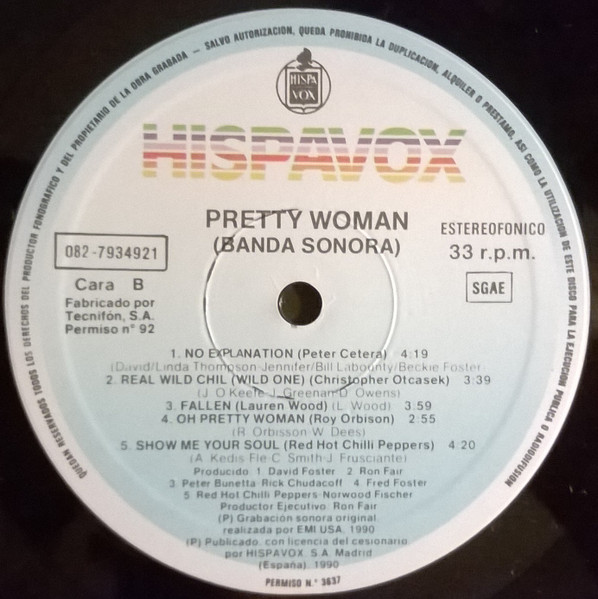 QUEDAN RESERVADOS TODOS LOS DERECHOS DEL PRODUCTOR FONOGRAFICO Y DEL PROPIETARIO DE LA OBRA GRABADA - SALVO AUTORIZACION, QUEDA PROHIBIDA LA DUPLICACION, ALQUILER O PRESTAMO, ASI COMO LA UTILIZACION DE ESTE DISCO PARA LA EJECUCION PUBLICA O RADIODIFUSION
HISPA
VOX
HISPAVOX
PRETTY WOMAN
(BANDA SONORA)
ESTEREOFONICO
33 r.p.m.
SGAE
082-7934921
Cara B
Fabricado por
Tecnifón, S.A.
Permiso n° 92
1. NO EXPLANATION (Peter Cetera) 4:19
(David/Linda Thompson-Jennifer/Bill Labounty/Beckie Foster
2. REAL WILD CHIL (WILD ONE) (Christopher Otcasek) 3:39
(J. O Keefe-J. Greenan-D. Owens)
3. FALLEN (Lauren Wood) (L. Wood) 3:59
4. OH PRETTY WOMAN (Roy Orbison) 2:55
(R. Orbisson-W. Dees)
5. SHOW ME YOUR SOUL (Red Hot Chilli Peppers) 4:20
(A. Kedis-Fle-C. Smith-J. Frusciante)
Producido: 1. David Foster 2. Ron Fair
3. Peter Bunetta-Rick Chudacoff 4. Fred Foster
5. Red Hot Chilli Peppers-Norwood Fischer
Productor Ejecutivo: Ron Fair
(P) Grabación sonora original
realizada por EMI USA. 1990
(P) Publicado. con licencia del cesionario.
por HISPAVOX. S.A. Madrid
(España). 1990
PERMISO N.° 3637